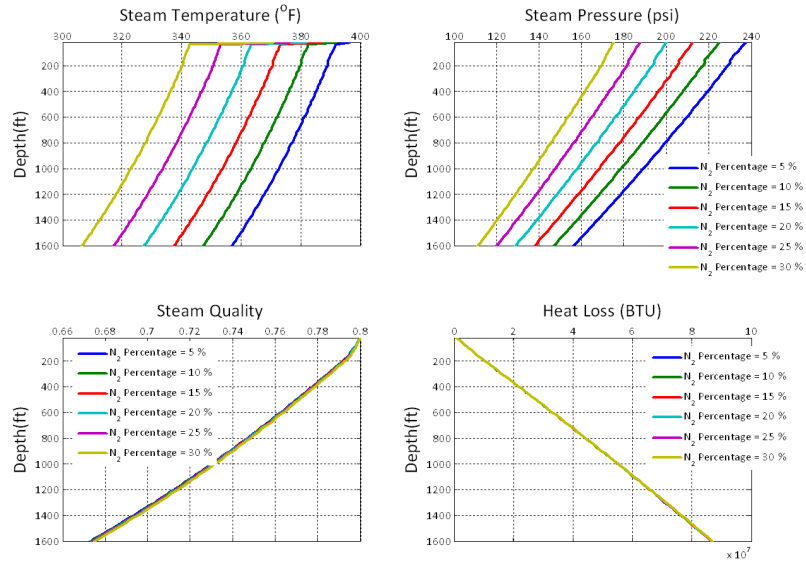 Steam Temperature (°F)
300 320 340 360 380 400
Depth(ft)
200
400
600
800
1000
1200
1400
1600
Steam Pressure (psi)
100 120 140 160 180 200 220 240
Depth(ft)
200
400
600
800
1000
1200
1400
1600
N₂ Percentage = 5 %
N₂ Percentage = 10 %
N₂ Percentage = 15 %
N₂ Percentage = 20 %
N₂ Percentage = 25 %
N₂ Percentage = 30 %
Steam Quality
0.66 0.68 0.7 0.72 0.74 0.76 0.78 0.8
Depth(ft)
200
400
600
800
1000
1200
1400
1600
N₂ Percentage = 5 %
N₂ Percentage = 10 %
N₂ Percentage = 15 %
N₂ Percentage = 20 %
N₂ Percentage = 25 %
N₂ Percentage = 30 %
Heat Loss (BTU)
0 2 4 6 8 10
Depth(ft)
200
400
600
800
1000
1200
1400
1600
N₂ Percentage = 5 %
N₂ Percentage = 10 %
N₂ Percentage = 15 %
N₂ Percentage = 20 %
N₂ Percentage = 25 %
N₂ Percentage = 30 %
x 10⁷